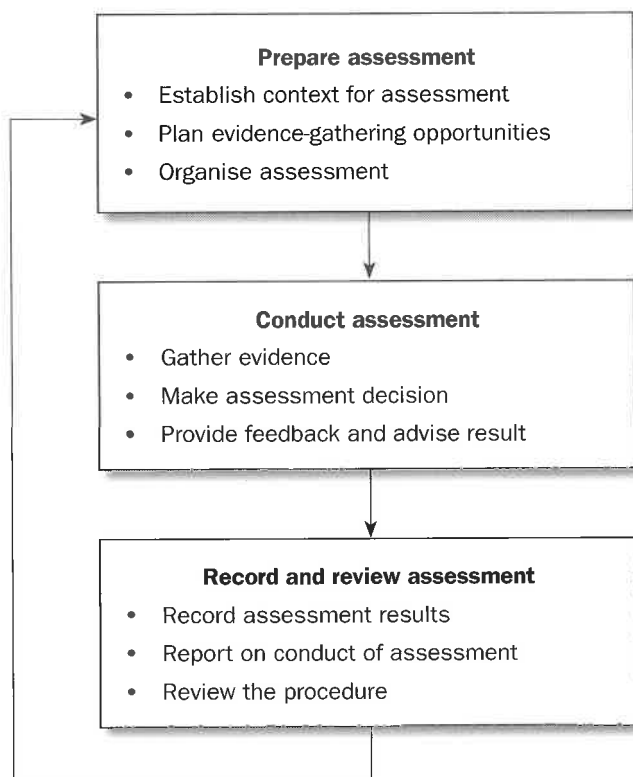 Prepare assessment
• Establish context for assessment
• Plan evidence-gathering opportunities
• Organise assessment
Conduct assessment
• Gather evidence
• Make assessment decision
• Provide feedback and advise result
Record and review assessment
• Record assessment results
• Report on conduct of assessment
• Review the procedure